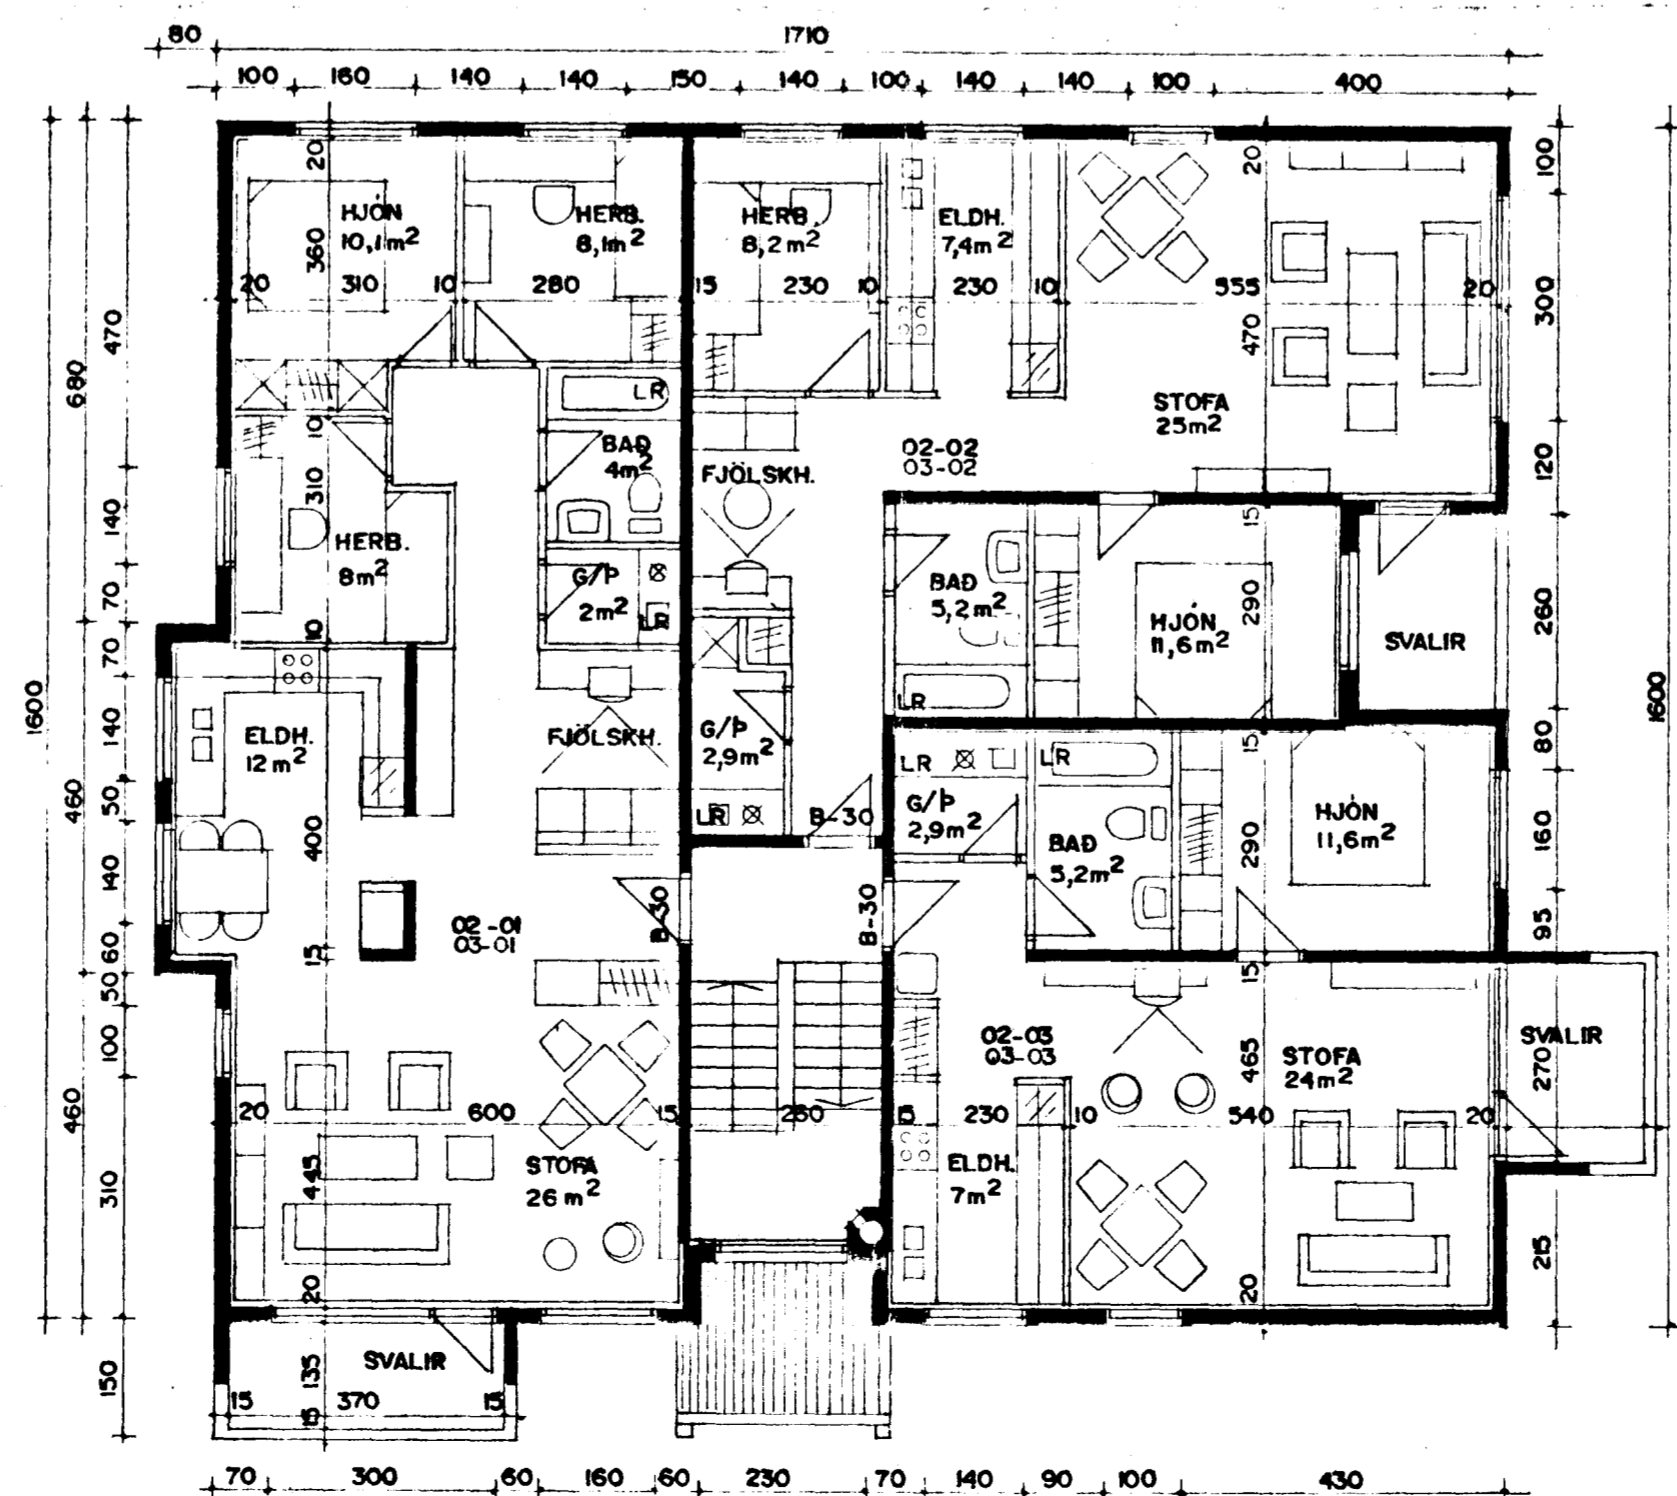 80 1710
100 160 140 140 150 140 100 140 140 100 400
20 20
HJÓN HERB. HERB. ELDH.
10,1m² 8,1m² 8,2m² 7,4m²
360
20 310 10 280 15 230 10 230 10 555 20
470
LR
STOFA
25m²
BAÐ
4m²
02-02
03-02
FJÖLSKH.
10
310
HERB.
8m²
10
G/Þ
2m²
LR
15
BAÐ
5,2m²
LR
290
HJÓN
11,6m²
SVALIR
ELDH.
12m²
FJÖLSKH.
G/Þ
2,9m²
LR
B-30
15
LR
G/Þ
2,9m²
LR
BAÐ
5,2m²
290
HJÓN
11,6m²
400
15
02-01
03-01
B-30
B-30
15
02-03
03-03
465
STOFA
24m²
SVALIR
270
20 600 15 230 10 540 20
445
STOFA
26m²
ELDH.
7m²
20
20
SVALIR
135
15 370 15
15
1600
680
460
460
470
140
70
70
140
50
140
60
50
100
310
150
100
300
120
260
80
160
95
215
1600
70 300 60 160 60 230 70 140 90 100 430